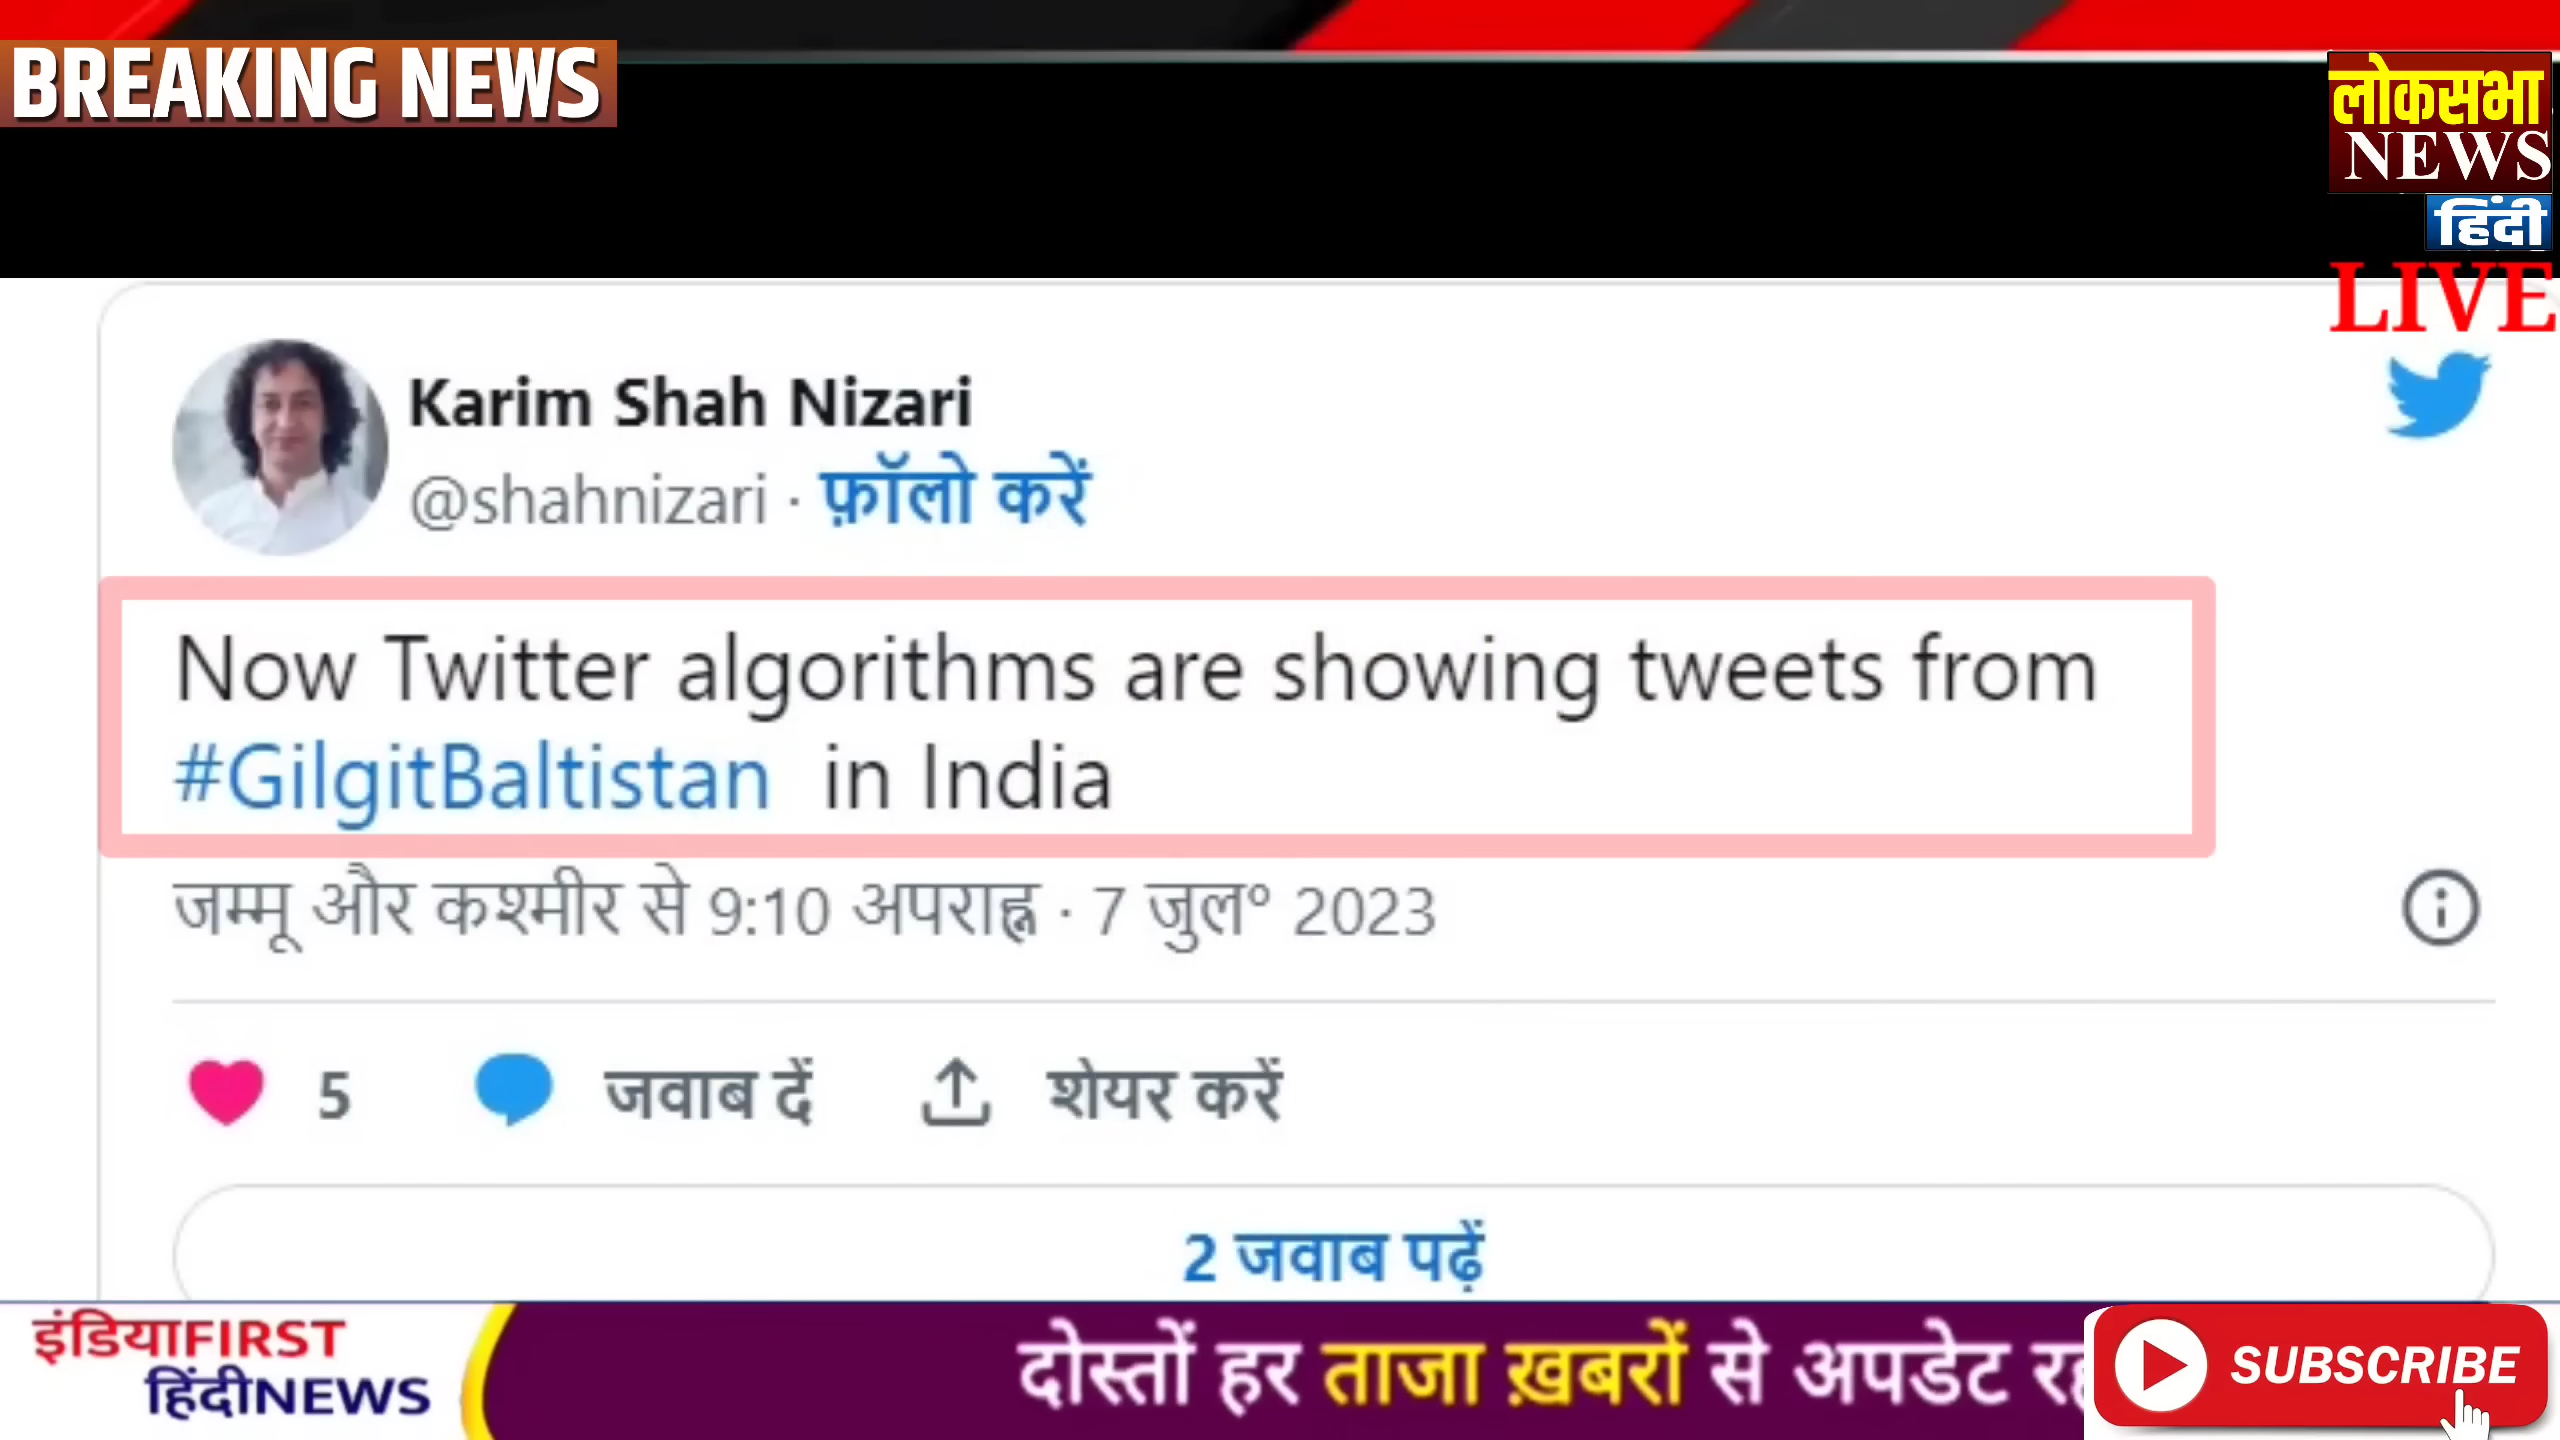 BREAKING NEWS
लोकसभा
NEWS
हिंदी
LIVE
Karim Shah Nizari
@shahnizari · फ़ॉलो करें
Now Twitter algorithms are showing tweets from
#GilgitBaltistan in India
जम्मू और कश्मीर से 9:10 अपराह्न · 7 जुल॰ 2023
5 जवाब दें शेयर करें
2 जवाब पढ़ें
इंडियाFIRST
हिंदीNEWS
दोस्तों हर ताजा ख़बरों से अपडेट
SUBSCRIBE